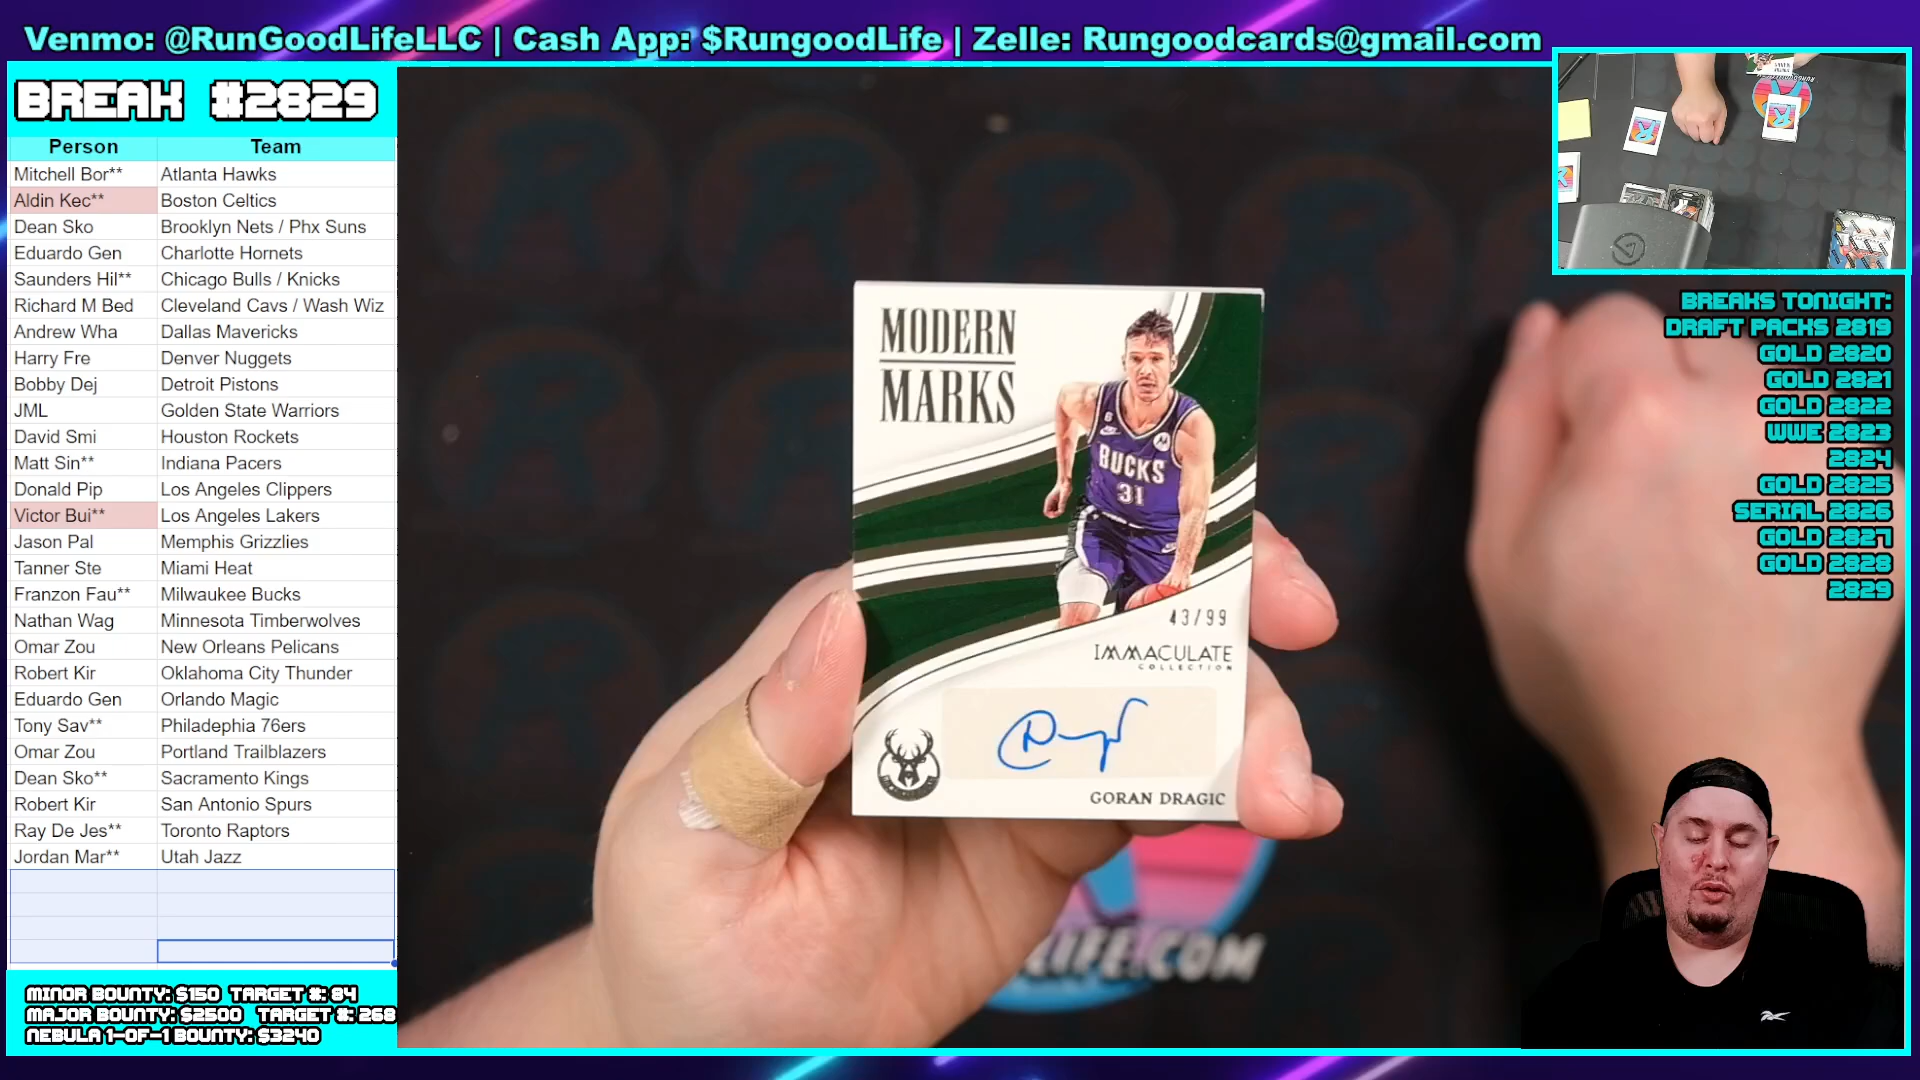 Venmo: @RunGoodLifeLLC | Cash App: $RungoodLife | Zelle: Rungoodcards@gmail.com
BREAK #2829
Person Team
Mitchell Bor** Atlanta Hawks
Aldin Kec** Boston Celtics
Dean Sko Brooklyn Nets / Phx Suns
Eduardo Gen Charlotte Hornets
Saunders Hil** Chicago Bulls / Knicks
Richard M Bed Cleveland Cavs / Wash Wiz
Andrew Wha Dallas Mavericks
Harry Fre Denver Nuggets
Bobby Dej Detroit Pistons
JML Golden State Warriors
David Smi Houston Rockets
Matt Sin** Indiana Pacers
Donald Pip Los Angeles Clippers
Victor Bui** Los Angeles Lakers
Jason Pal Memphis Grizzlies
Tanner Ste Miami Heat
Franzon Fau** Milwaukee Bucks
Nathan Wag Minnesota Timberwolves
Omar Zou New Orleans Pelicans
Robert Kir Oklahoma City Thunder
Eduardo Gen Orlando Magic
Tony Sav** Philadephia 76ers
Omar Zou Portland Trailblazers
Dean Sko** Sacramento Kings
Robert Kir San Antonio Spurs
Ray De Jes** Toronto Raptors
Jordan Mar** Utah Jazz
MINOR BOUNTY: $150 TARGET #: 84
MAJOR BOUNTY: $2500 TARGET #: 268
NEBULA 1-OF-1 BOUNTY: $3240
MODERN
MARKS
6
BUCKS
31
43/99
IMMACULATE
COLLECTION
GORAN DRAGIC
LIFE.COM
BREAKS TONIGHT:
DRAFT PACKS 2819
GOLD 2820
GOLD 2821
GOLD 2822
WWE 2823
2824
GOLD 2825
SERIAL 2826
GOLD 2827
GOLD 2828
2829